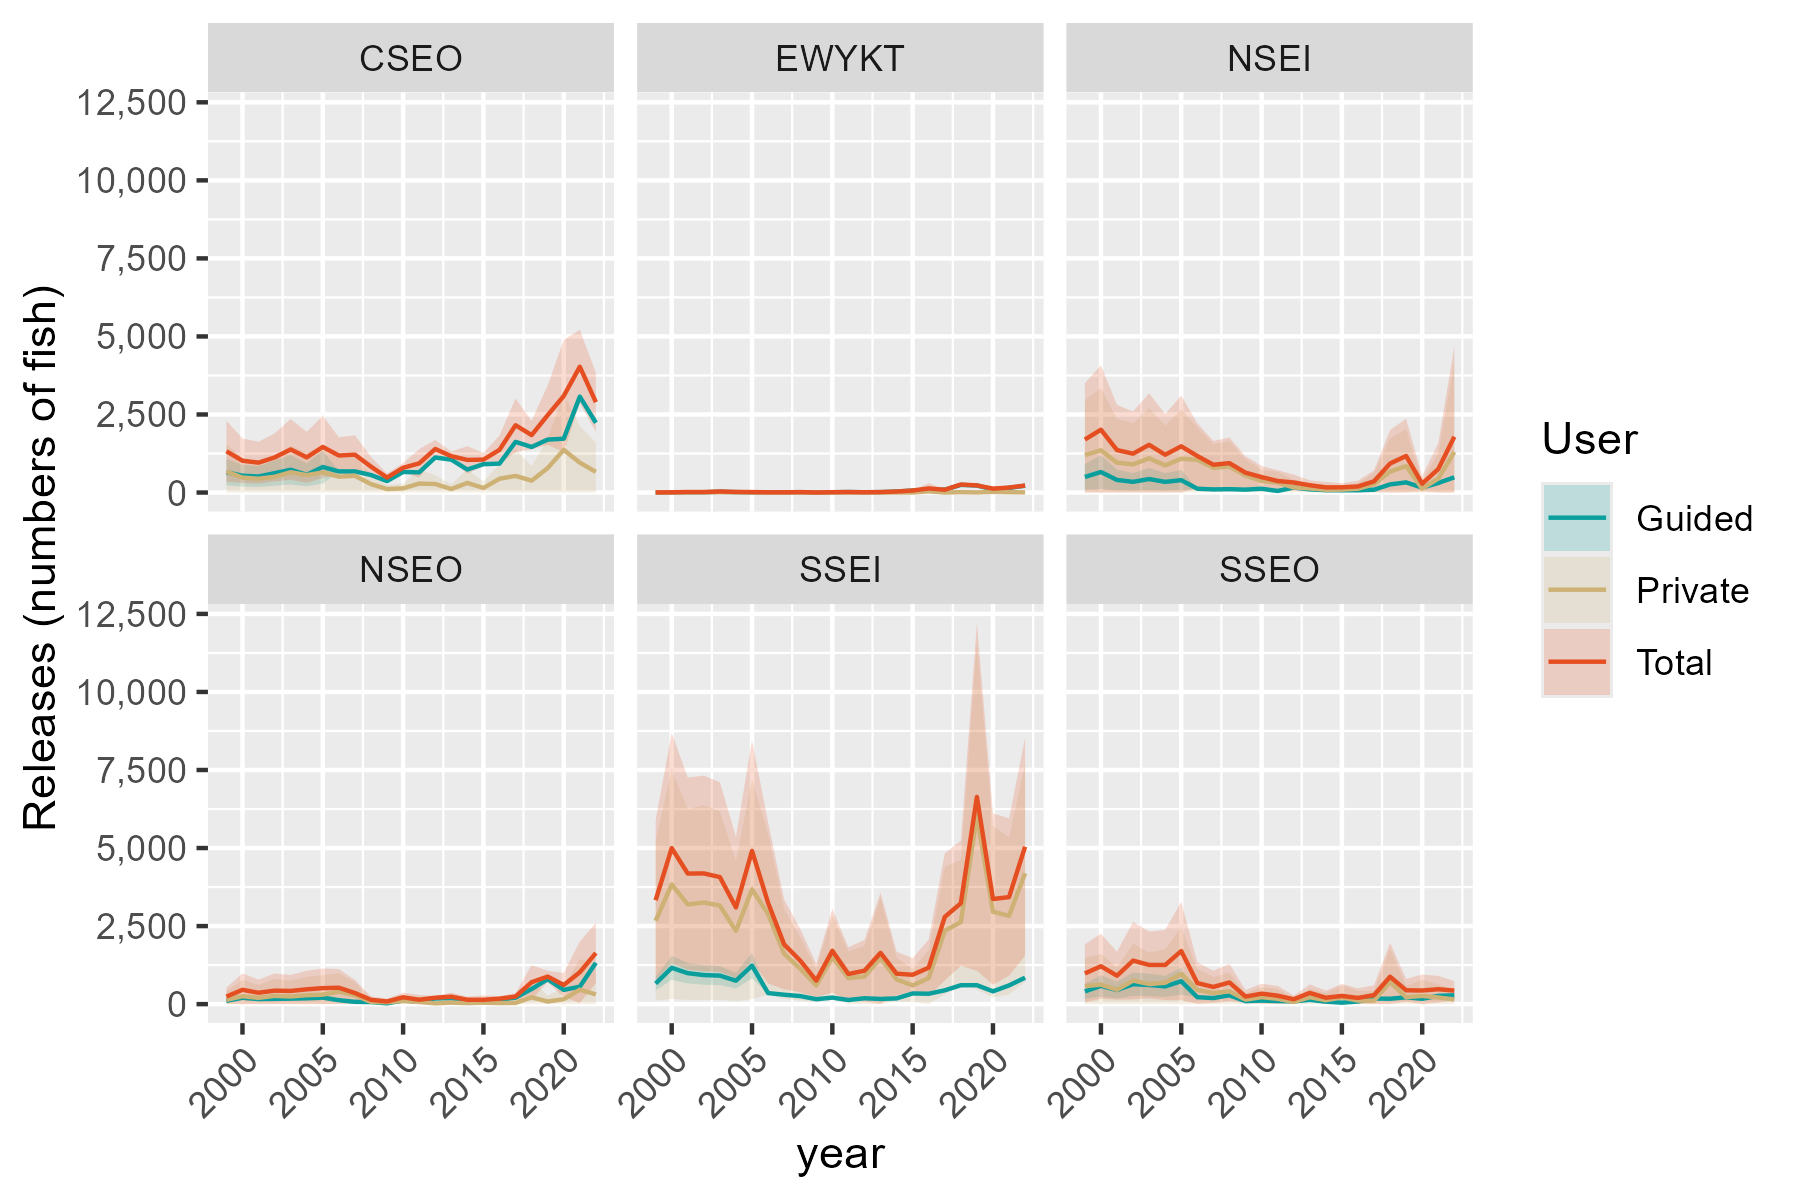 CSEO
EWYKT
NSEI
12,500
10,000
7,500
5,000
2,500
0
NSEO
SSEI
SSEO
12,500
10,000
7,500
5,000
2,500
0
2000 2005 2010 2015 2020
2000 2005 2010 2015 2020
2000 2005 2010 2015 2020
year
Releases (numbers of fish)
User
Guided
Private
Total